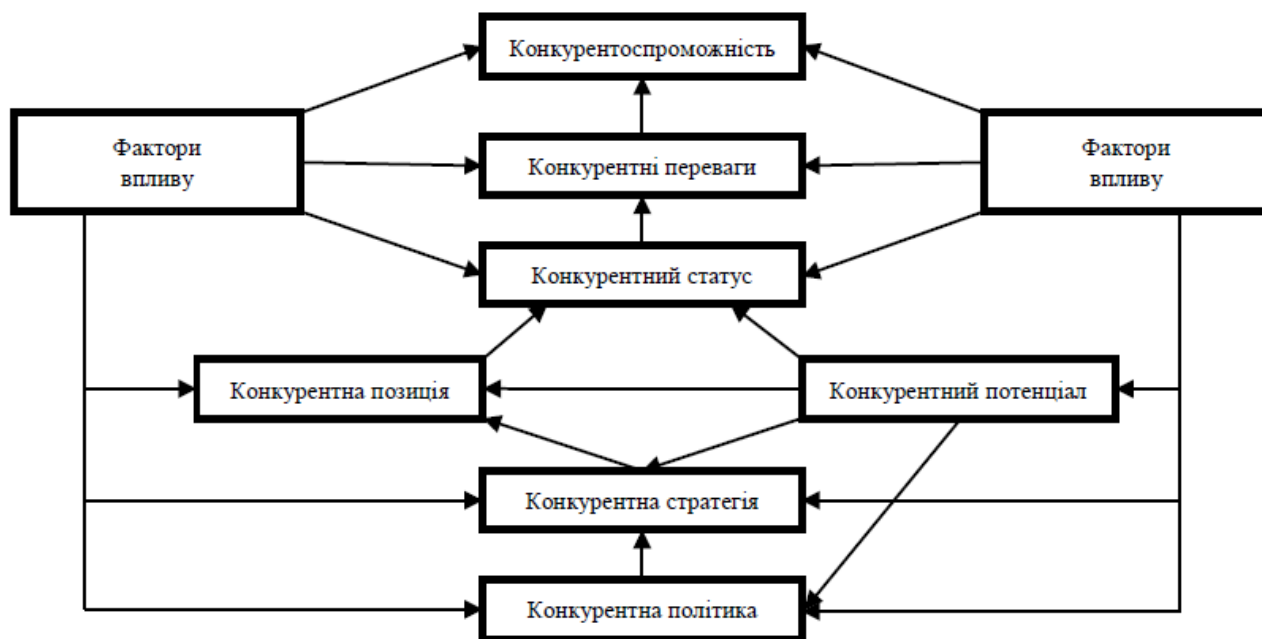 Конкурентоспроможність
Фактори
впливу
Конкурентні переваги
Фактори
впливу
Конкурентний статус
Конкурентна позиція
Конкурентний потенціал
Конкурентна стратегія
Конкурентна політика